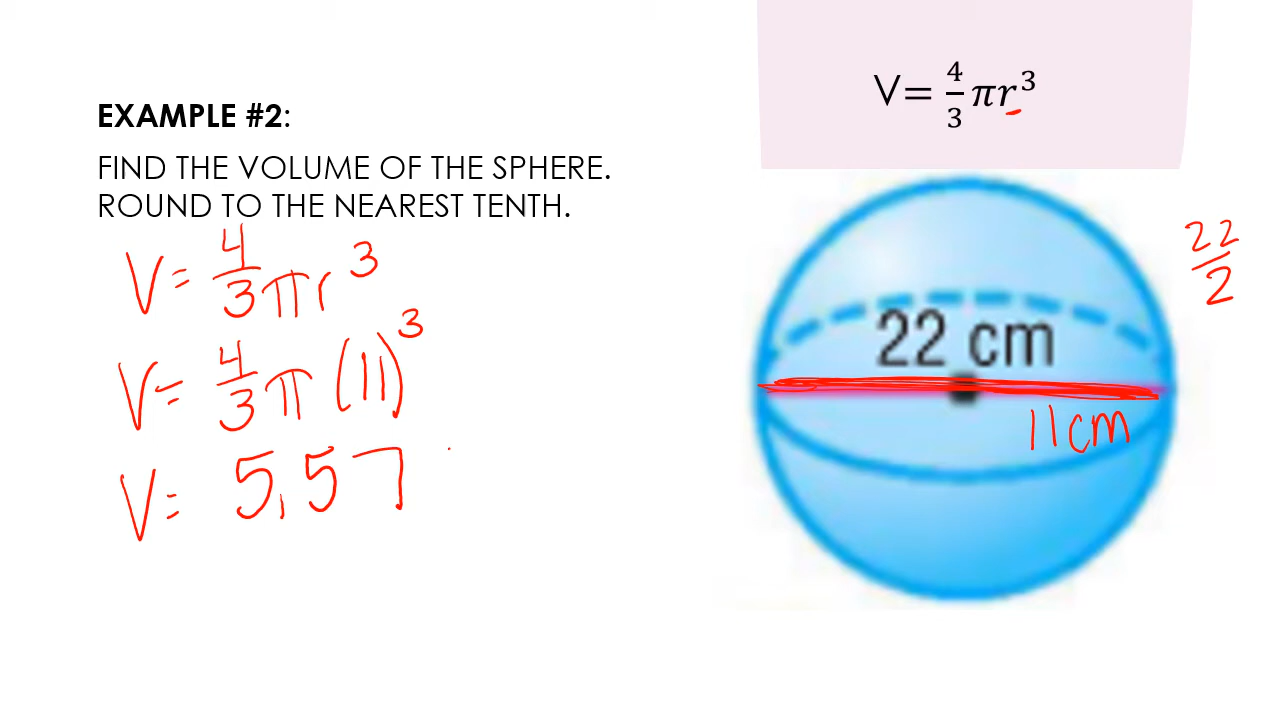 V= 4/3 πr³
EXAMPLE #2:
FIND THE VOLUME OF THE SPHERE.
ROUND TO THE NEAREST TENTH.
V= 4/3 πr³
V= 4/3 π (11)³
V= 5,57
22 cm
11cm
22/2